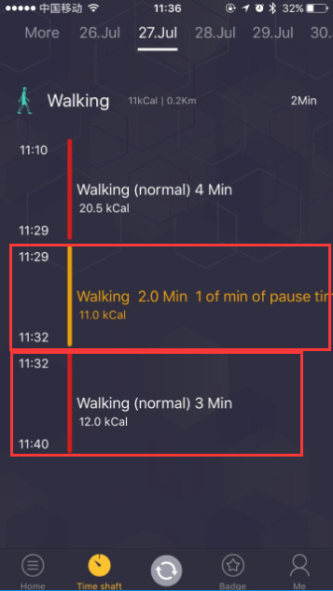 中国移动 11:36 32%
More 26.Jul 27.Jul 28.Jul 29.Jul 30.
Walking 11kCal | 0.2Km 2Min
11:10
Walking (normal) 4 Min
20.5 kCal
11:29
11:29
Walking 2.0 Min 1 of min of pause tim
11.0 kCal
11:32
11:32
Walking (normal) 3 Min
12.0 kCal
11:40
Home Time shaft Badge Me